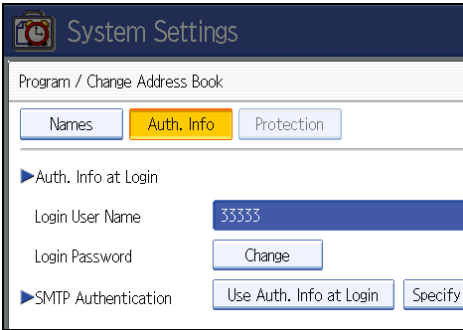 System Settings
Program / Change Address Book
Names Auth. Info Protection
Auth. Info at Login
Login User Name 33333
Login Password Change
SMTP Authentication Use Auth. Info at Login Specify